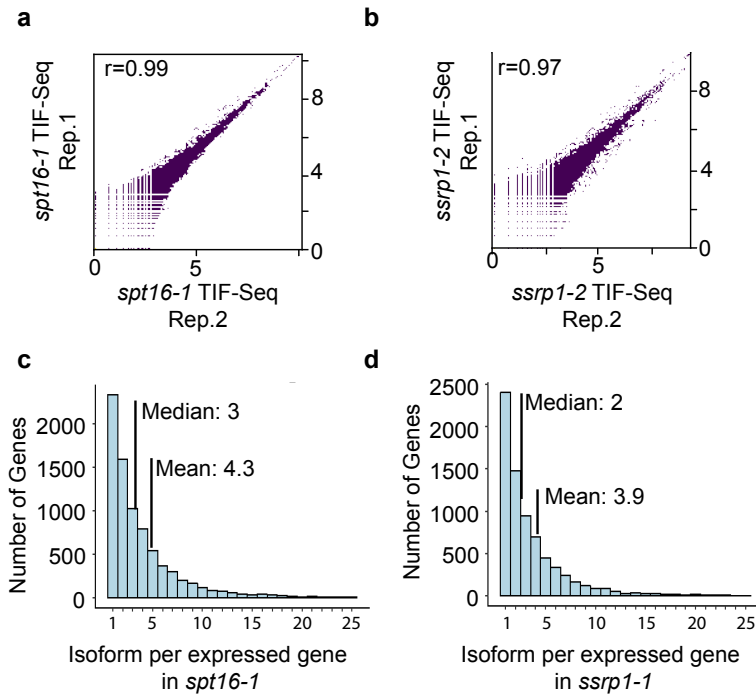 a
r=0.99
spt16-1 TIF-Seq
Rep.1
8
4
0
0
5
spt16-1 TIF-Seq
Rep.2
b
r=0.97
ssrp1-2 TIF-Seq
Rep.1
8
4
0
0
5
ssrp1-2 TIF-Seq
Rep.2
c
Number of Genes
2000
1500
1000
500
0
Median: 3
Mean: 4.3
1
5
10
15
20
25
Isoform per expressed gene
in spt16-1
d
Number of Genes
2500
2000
1500
1000
500
0
Median: 2
Mean: 3.9
1
5
10
15
20
25
Isoform per expressed gene
in ssrp1-1